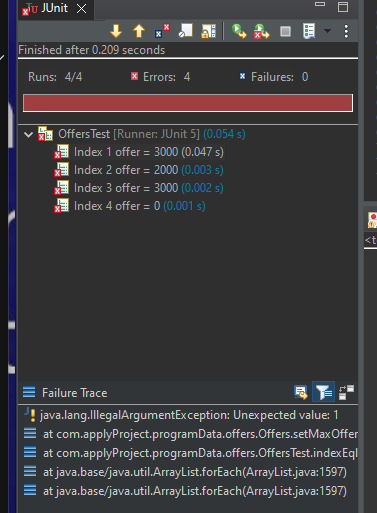 JUnit
Finished after 0.209 seconds
Runs: 4/4 Errors: 4 Failures: 0
OffersTest [Runner: JUnit 5] (0.054 s)
Index 1 offer = 3000 (0.047 s)
Index 2 offer = 2000 (0.003 s)
Index 3 offer = 3000 (0.002 s)
Index 4 offer = 0 (0.001 s)
Failure Trace
java.lang.IllegalArgumentException: Unexpected value: 1
at com.applyProject.programData.offers.Offers.setMaxOffer
at com.applyProject.programData.offers.OffersTest.indexEql
at java.base/java.util.ArrayList.forEach(ArrayList.java:1597)
at java.base/java.util.ArrayList.forEach(ArrayList.java:1597)